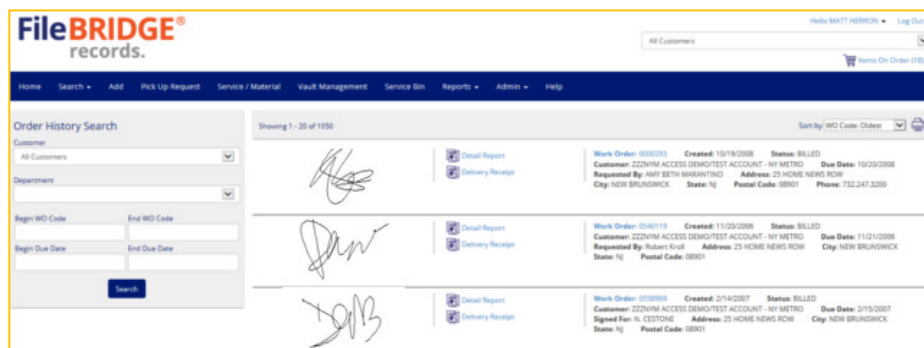 FileBRIDGE®
records.
Hello MATT HERRON Log Out
All Customers
Items On Order (18)
Home Search Add Pick Up Request Service / Material Vault Management Service Bin Reports Admin Help
Order History Search
Customer
All Customers
Department
Begin WO Code End WO Code
Begin Due Date End Due Date
Search
Showing 1 - 20 of 1050
Sort by WO Code: Oldest
Detail Report
Delivery Receipt
Work Order: 0000293 Created: 10/19/2008 Status: BILLED
Customer: ZZZNYM ACCESS DEMO/TEST ACCOUNT - NY METRO Due Date: 10/20/2008
Requested By: AMY BETH MARANTINO Address: 25 HOME NEWS ROW
City: NEW BRUNSWICK State: NJ Postal Code: 08901 Phone: 732.247.3200
Detail Report
Delivery Receipt
Work Order: 0540119 Created: 11/20/2006 Status: BILLED
Customer: ZZZNYM ACCESS DEMO/TEST ACCOUNT - NY METRO Due Date: 11/21/2006
Requested By: Robert Kroll Address: 25 HOME NEWS ROW City: NEW BRUNSWICK
State: NJ Postal Code: 08901
Detail Report
Delivery Receipt
Work Order: 0558969 Created: 2/14/2007 Status: BILLED
Customer: ZZZNYM ACCESS DEMO/TEST ACCOUNT - NY METRO Due Date: 2/15/2007
Signed For: N. CESTONE Address: 25 HOME NEWS ROW City: NEW BRUNSWICK
State: NJ Postal Code: 08901